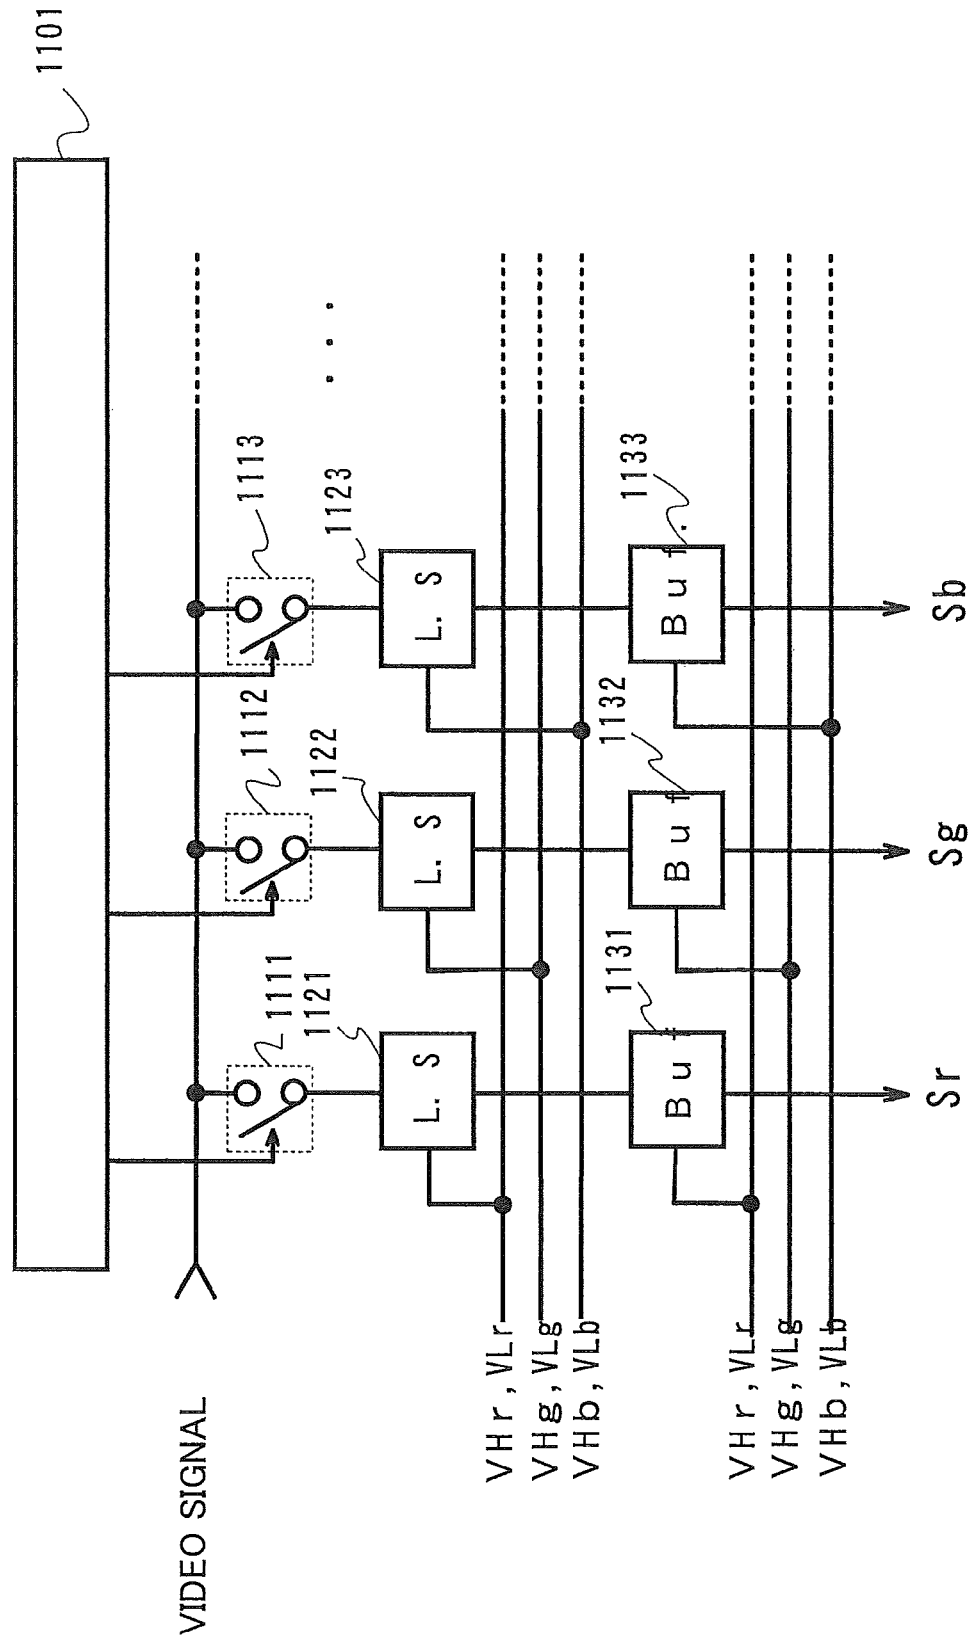 1101
VIDEO SIGNAL
1111
1112
1113
1121
1122
1123
L. S
L. S
L. S
VHr, VLr
VHg, VLg
VHb, VLb
1131
1132
1133
Buf
Buf
Buf.
VHr, VLr
VHg, VLg
VHb, VLb
Sr
Sg
Sb